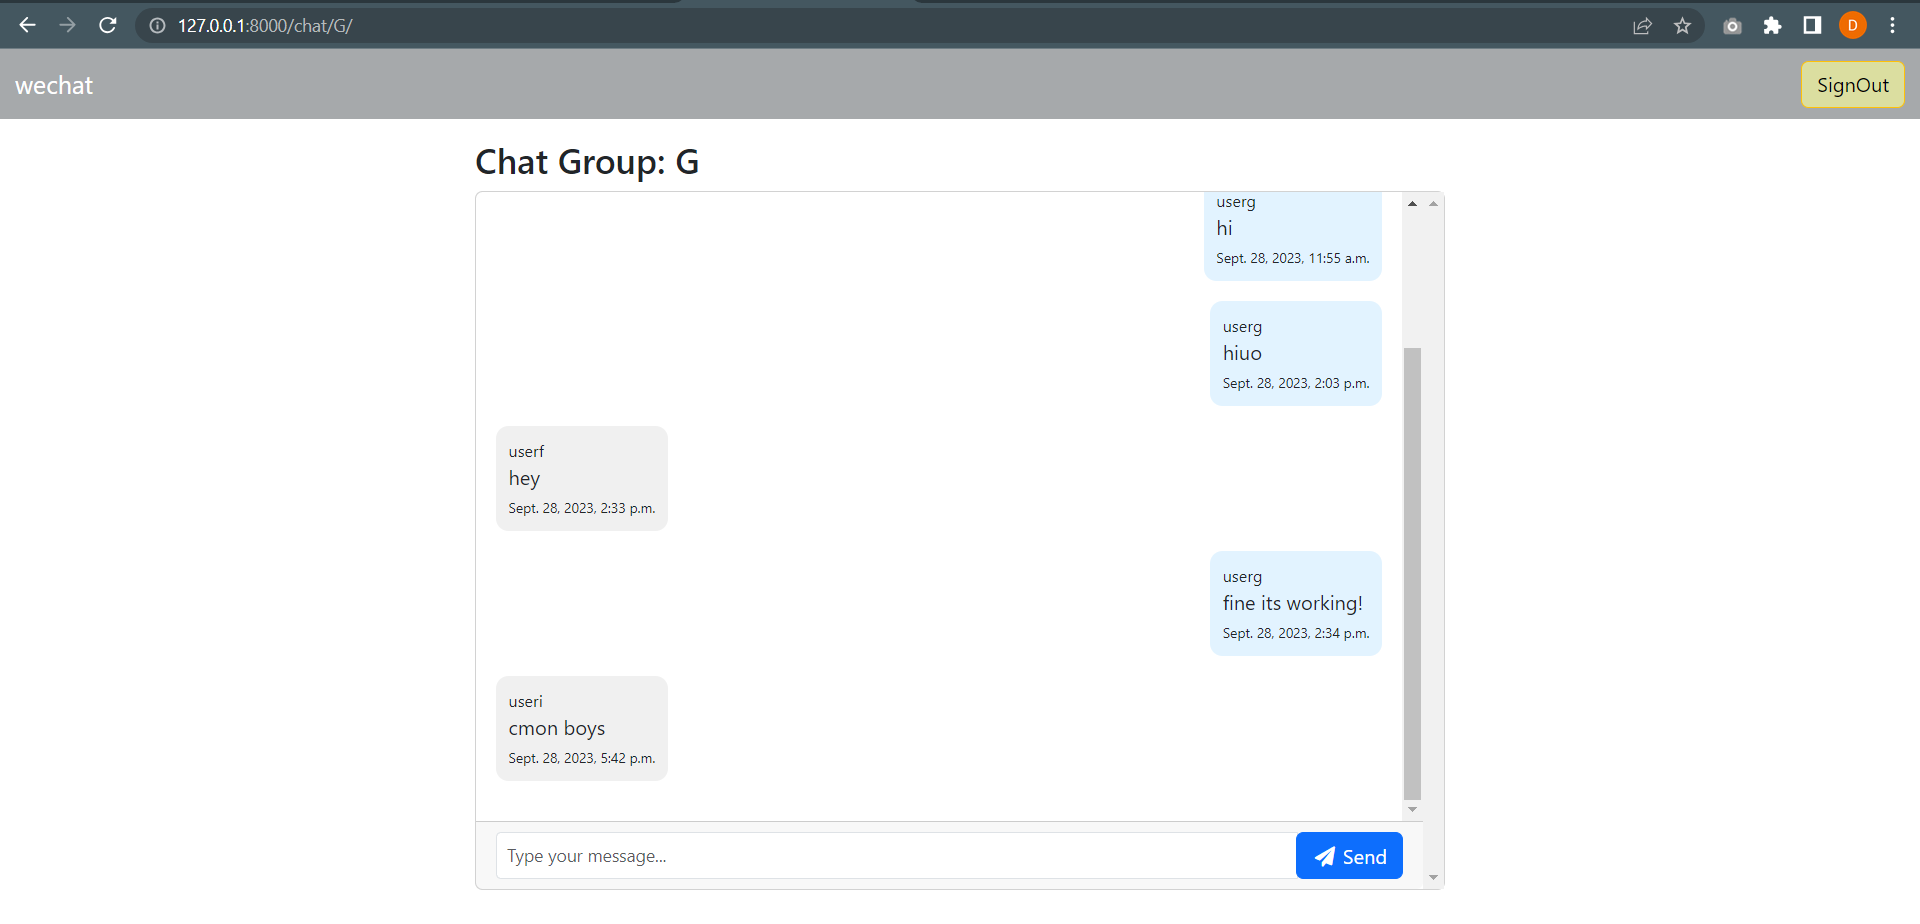 127.0.0.1:8000/chat/G/
D
wechat
SignOut
Chat Group: G
userg
hi
Sept. 28, 2023, 11:55 a.m.
userg
hiuo
Sept. 28, 2023, 2:03 p.m.
userf
hey
Sept. 28, 2023, 2:33 p.m.
userg
fine its working!
Sept. 28, 2023, 2:34 p.m.
useri
cmon boys
Sept. 28, 2023, 5:42 p.m.
Type your message...
Send